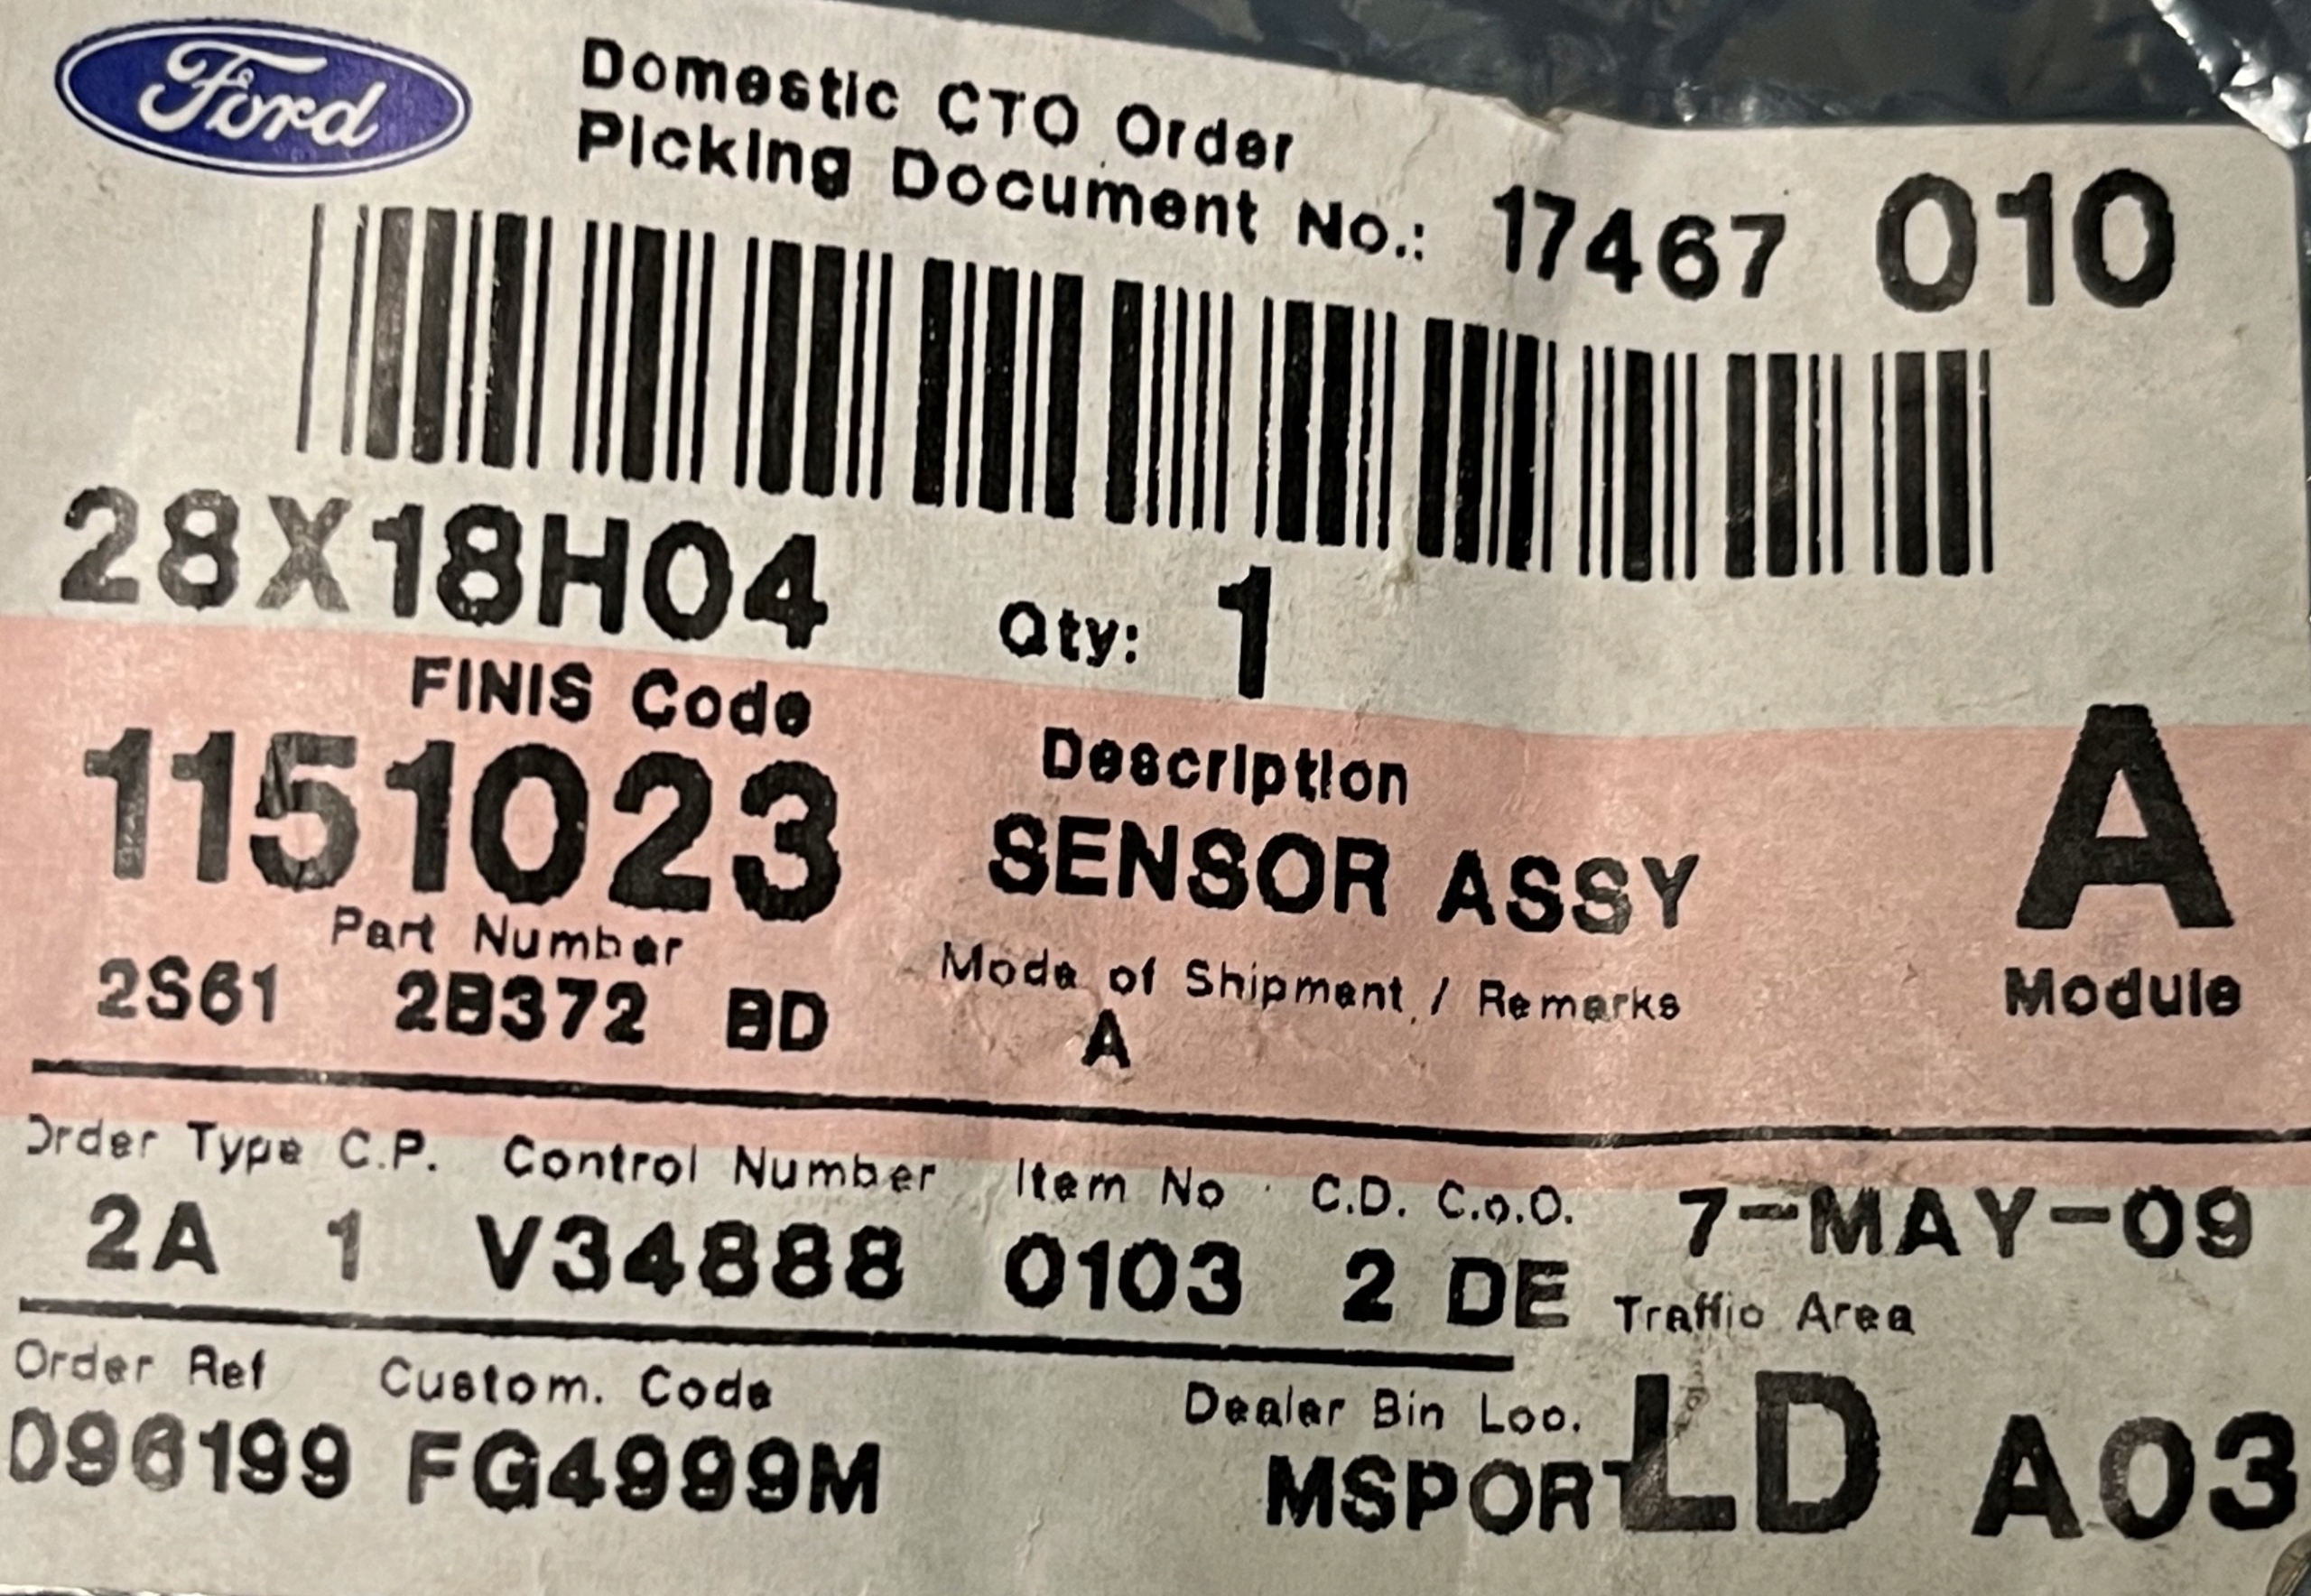 Ford
Domestic CTO Order
Picking Document No.: 17467 010
28X18H04 Qty: 1
FINIS Code Description
1151023 SENSOR ASSY A
Part Number Mode of Shipment / Remarks Module
2S61 2B372 BD A
Order Type C.P. Control Number Item No C.D. C.o.O. 7-MAY-09
2A 1 V34888 0103 2 DE Traffic Area
Order Ref Custom. Code Dealer Bin Loc.
096199 FG4999M MSPORT LD A03